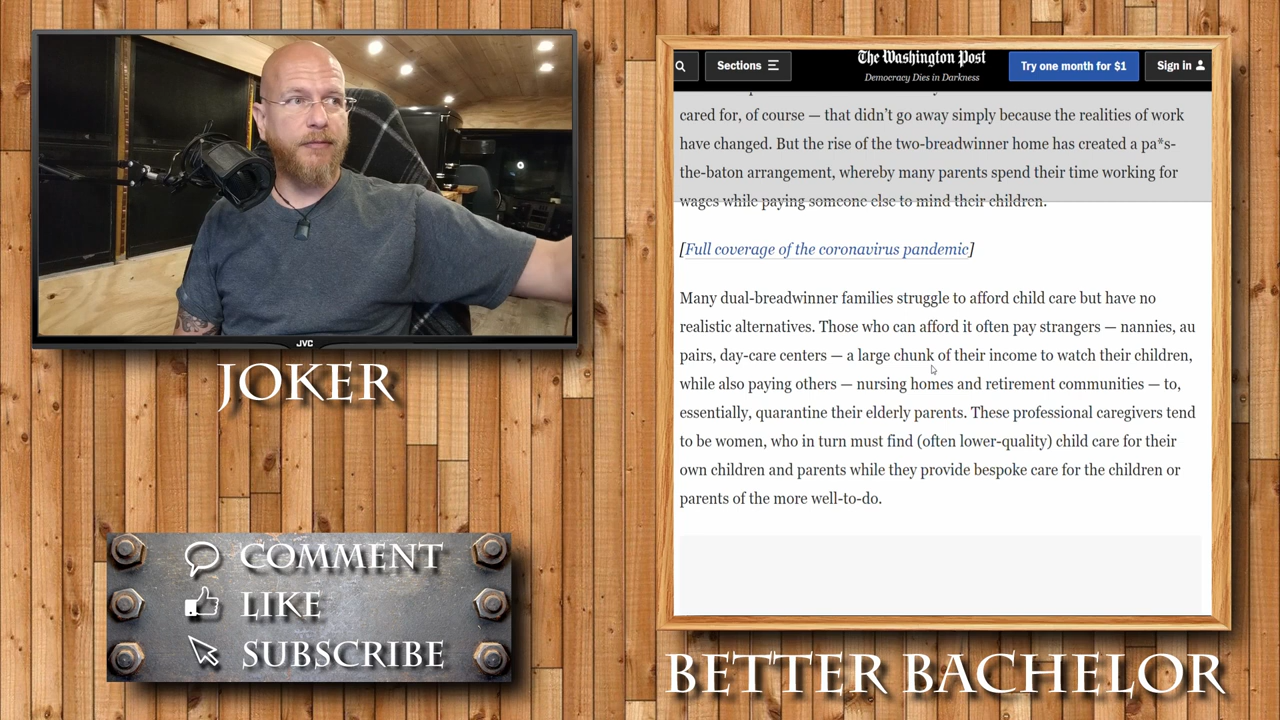 JVC
JOKER
COMMENT
LIKE
SUBSCRIBE
Sections
The Washington Post
Democracy Dies in Darkness
Try one month for $1
Sign in
cared for, of course — that didn’t go away simply because the realities of work
have changed. But the rise of the two-breadwinner home has created a pa*s-
the-baton arrangement, whereby many parents spend their time working for
wages while paying someone else to mind their children.
[Full coverage of the coronavirus pandemic]
Many dual-breadwinner families struggle to afford child care but have no
realistic alternatives. Those who can afford it often pay strangers — nannies, au
pairs, day-care centers — a large chunk of their income to watch their children,
while also paying others — nursing homes and retirement communities — to,
essentially, quarantine their elderly parents. These professional caregivers tend
to be women, who in turn must find (often lower-quality) child care for their
own children and parents while they provide bespoke care for the children or
parents of the more well-to-do.
BETTER BACHELOR